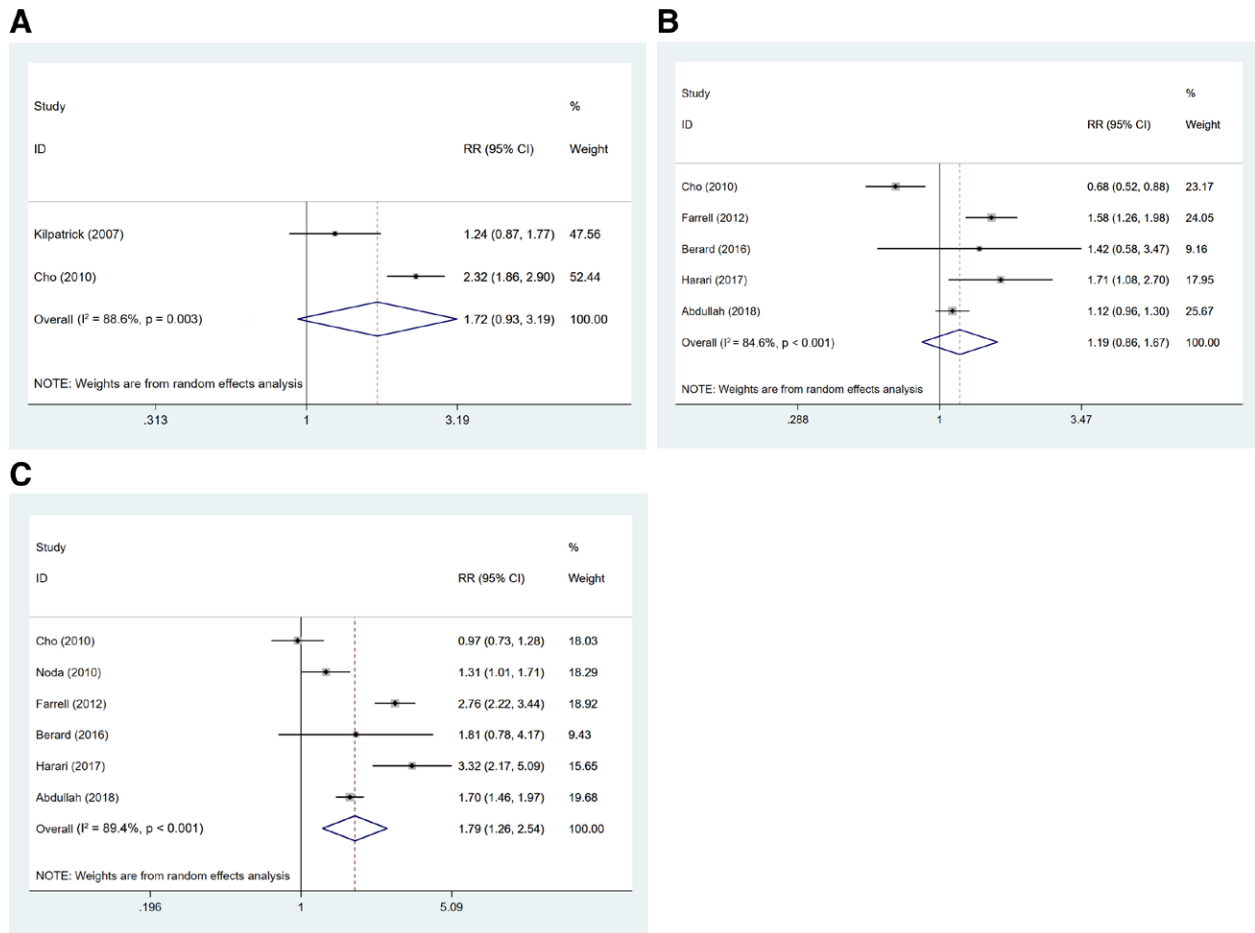 A
Study %
ID RR (95% CI) Weight
Kilpatrick (2007) 1.24 (0.87, 1.77) 47.56
Cho (2010) 2.32 (1.86, 2.90) 52.44
Overall (I² = 88.6%, p = 0.003) 1.72 (0.93, 3.19) 100.00
NOTE: Weights are from random effects analysis
.313 1 3.19
B
Study %
ID RR (95% CI) Weight
Cho (2010) 0.68 (0.52, 0.88) 23.17
Farrell (2012) 1.58 (1.26, 1.98) 24.05
Berard (2016) 1.42 (0.58, 3.47) 9.16
Harari (2017) 1.71 (1.08, 2.70) 17.95
Abdullah (2018) 1.12 (0.96, 1.30) 25.67
Overall (I² = 84.6%, p < 0.001) 1.19 (0.86, 1.67) 100.00
NOTE: Weights are from random effects analysis
.288 1 3.47
C
Study %
ID RR (95% CI) Weight
Cho (2010) 0.97 (0.73, 1.28) 18.03
Noda (2010) 1.31 (1.01, 1.71) 18.29
Farrell (2012) 2.76 (2.22, 3.44) 18.92
Berard (2016) 1.81 (0.78, 4.17) 9.43
Harari (2017) 3.32 (2.17, 5.09) 15.65
Abdullah (2018) 1.70 (1.46, 1.97) 19.68
Overall (I² = 89.4%, p < 0.001) 1.79 (1.26, 2.54) 100.00
NOTE: Weights are from random effects analysis
.196 1 5.09